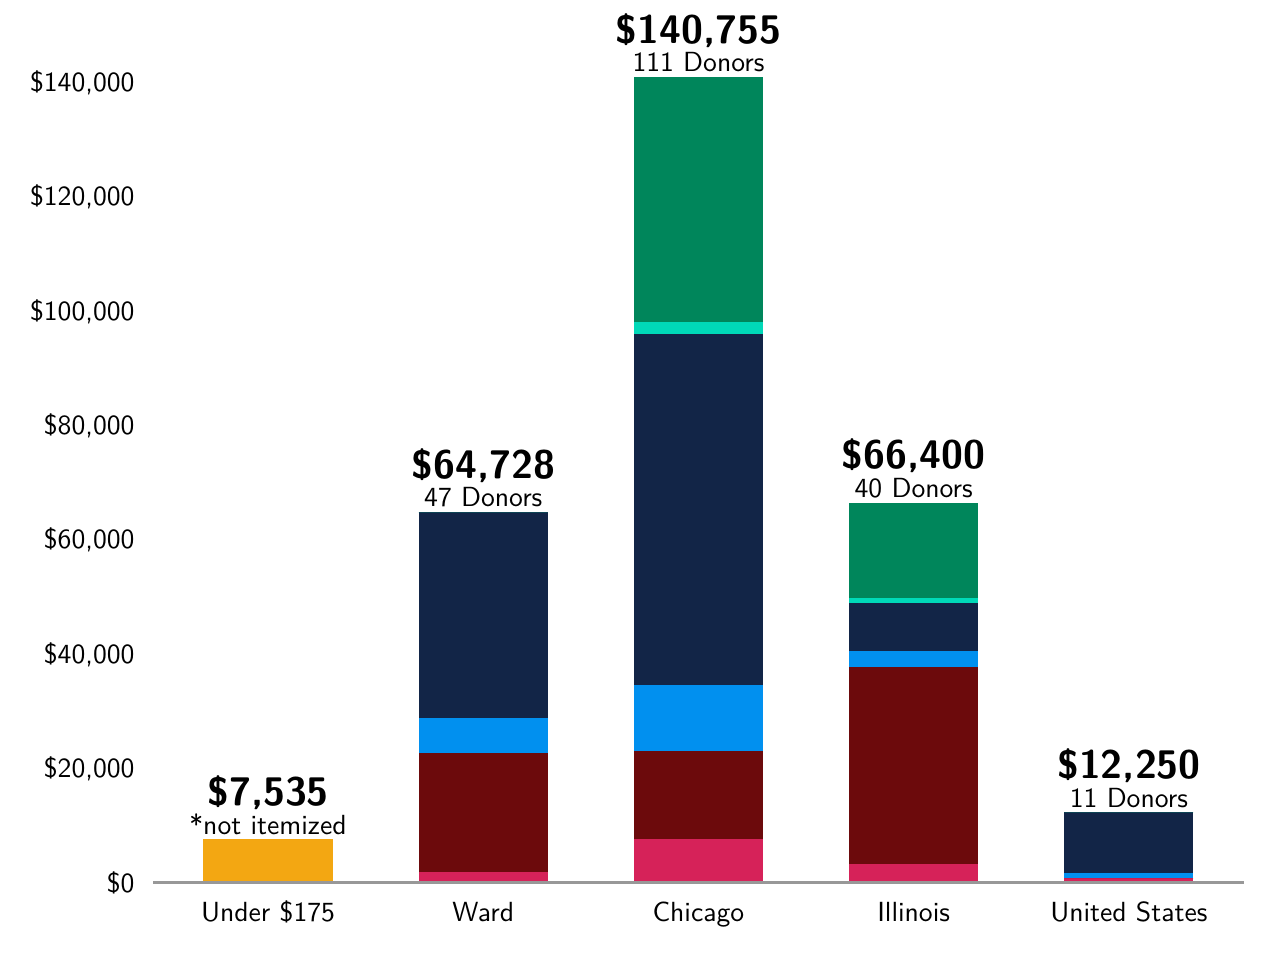 $140,755
111 Donors
$140,000
$120,000
$100,000
$80,000
$66,400
40 Donors
$64,728
47 Donors
$60,000
$40,000
$20,000
$12,250
11 Donors
$7,535
*not itemized
$0
Under $175
Ward
Chicago
Illinois
United States